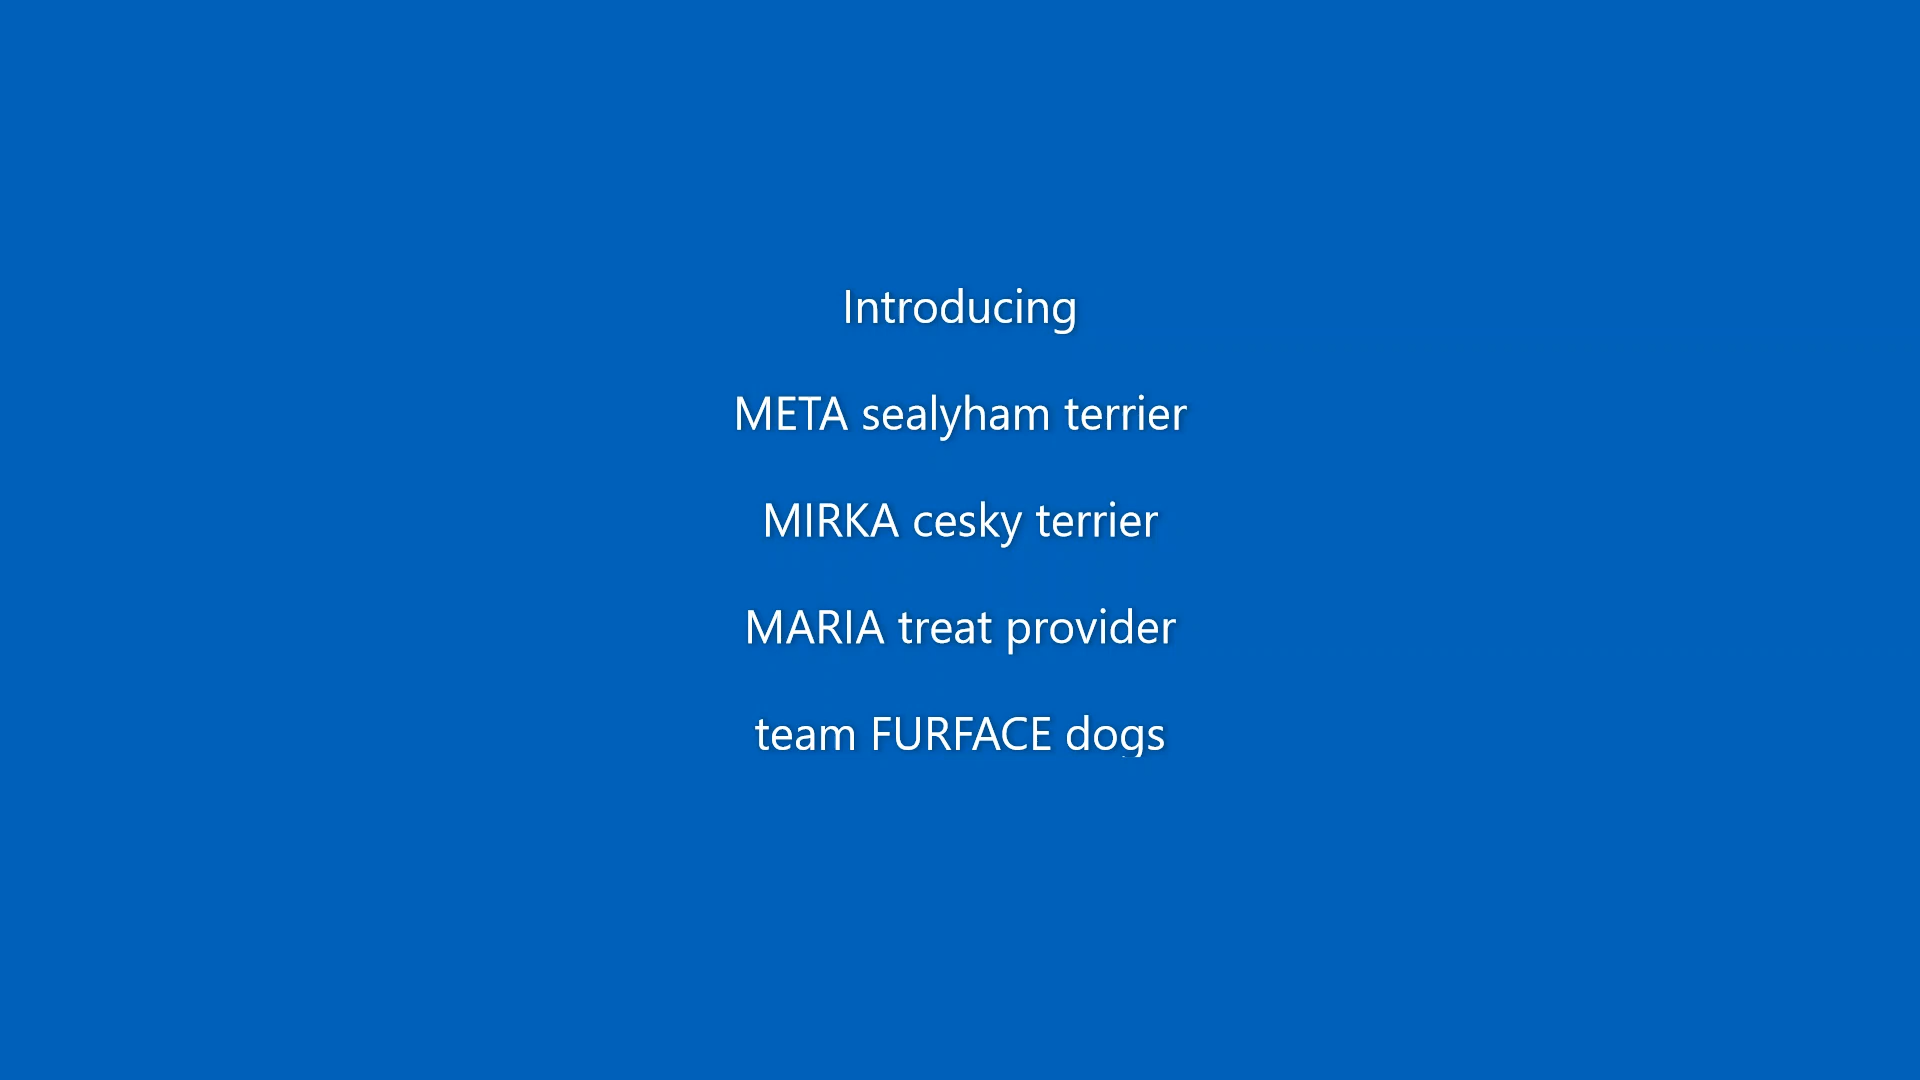 Introducing
META sealyham terrier
MIRKA cesky terrier
MARIA treat provider
team FURFACE dogs